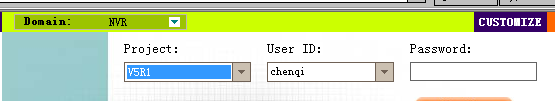 Domain: NVR CUSTOMIZE
Project: User ID: Password:
V5R1 chenqi